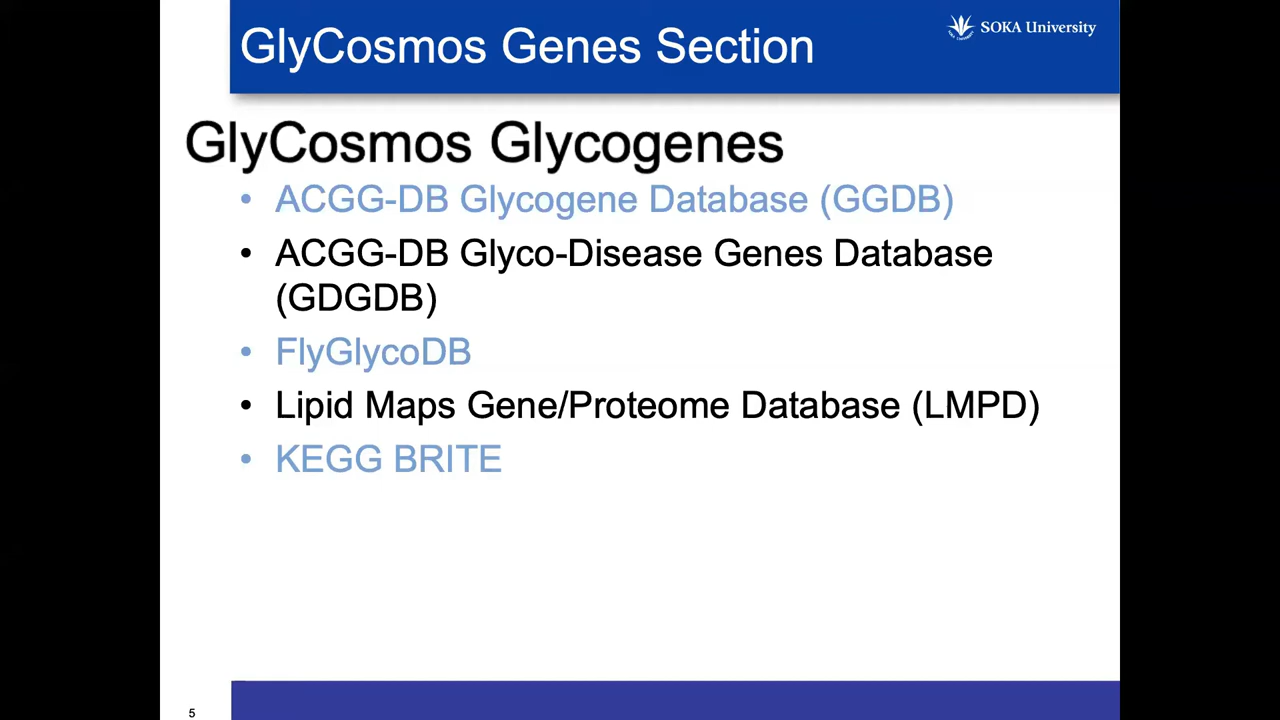 GlyCosmos Genes Section
SOKA University
GlyCosmos Glycogenes
• ACGG-DB Glycogene Database (GGDB)
• ACGG-DB Glyco-Disease Genes Database
(GDGDB)
• FlyGlycoDB
• Lipid Maps Gene/Proteome Database (LMPD)
• KEGG BRITE
5